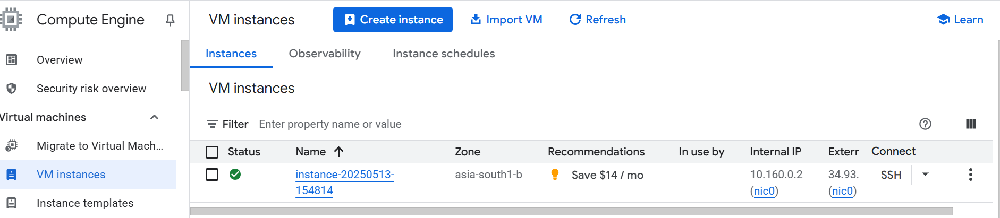 Compute Engine
VM instances
Create instance
Import VM
Refresh
Learn
Overview
Security risk overview
Virtual machines
Migrate to Virtual Mach...
VM instances
Instance templates
Instances
Observability
Instance schedules
VM instances
Filter
Enter property name or value
Status
Name
Zone
Recommendations
In use by
Internal IP
Connect
instance-20250513-
154814
asia-south1-b
Save $14 / mo
10.160.0.2
(nic0)
34.93.
(nic0)
SSH